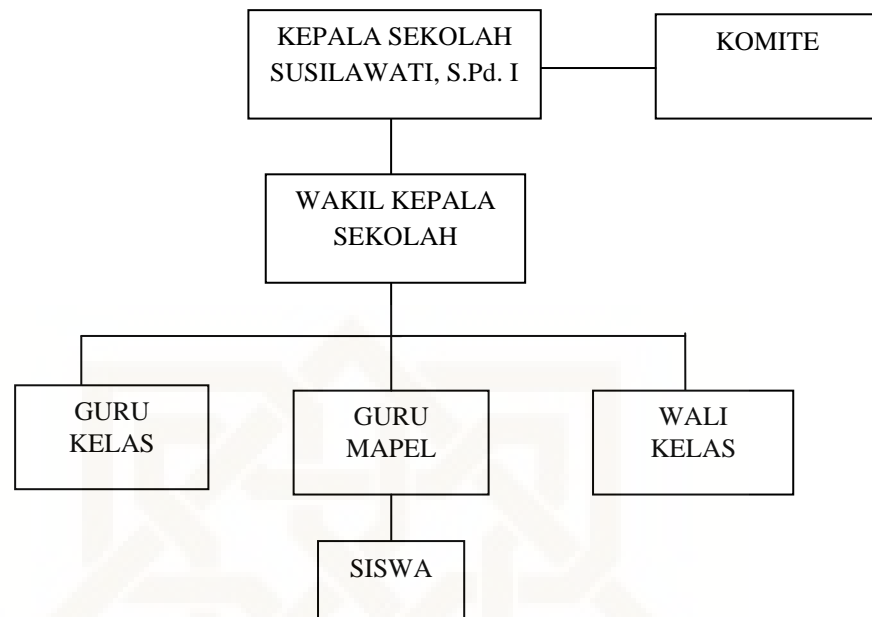 KEPALA SEKOLAH
SUSILAWATI, S.Pd. I
KOMITE
WAKIL KEPALA
SEKOLAH
GURU
KELAS
GURU
MAPEL
WALI
KELAS
SISWA